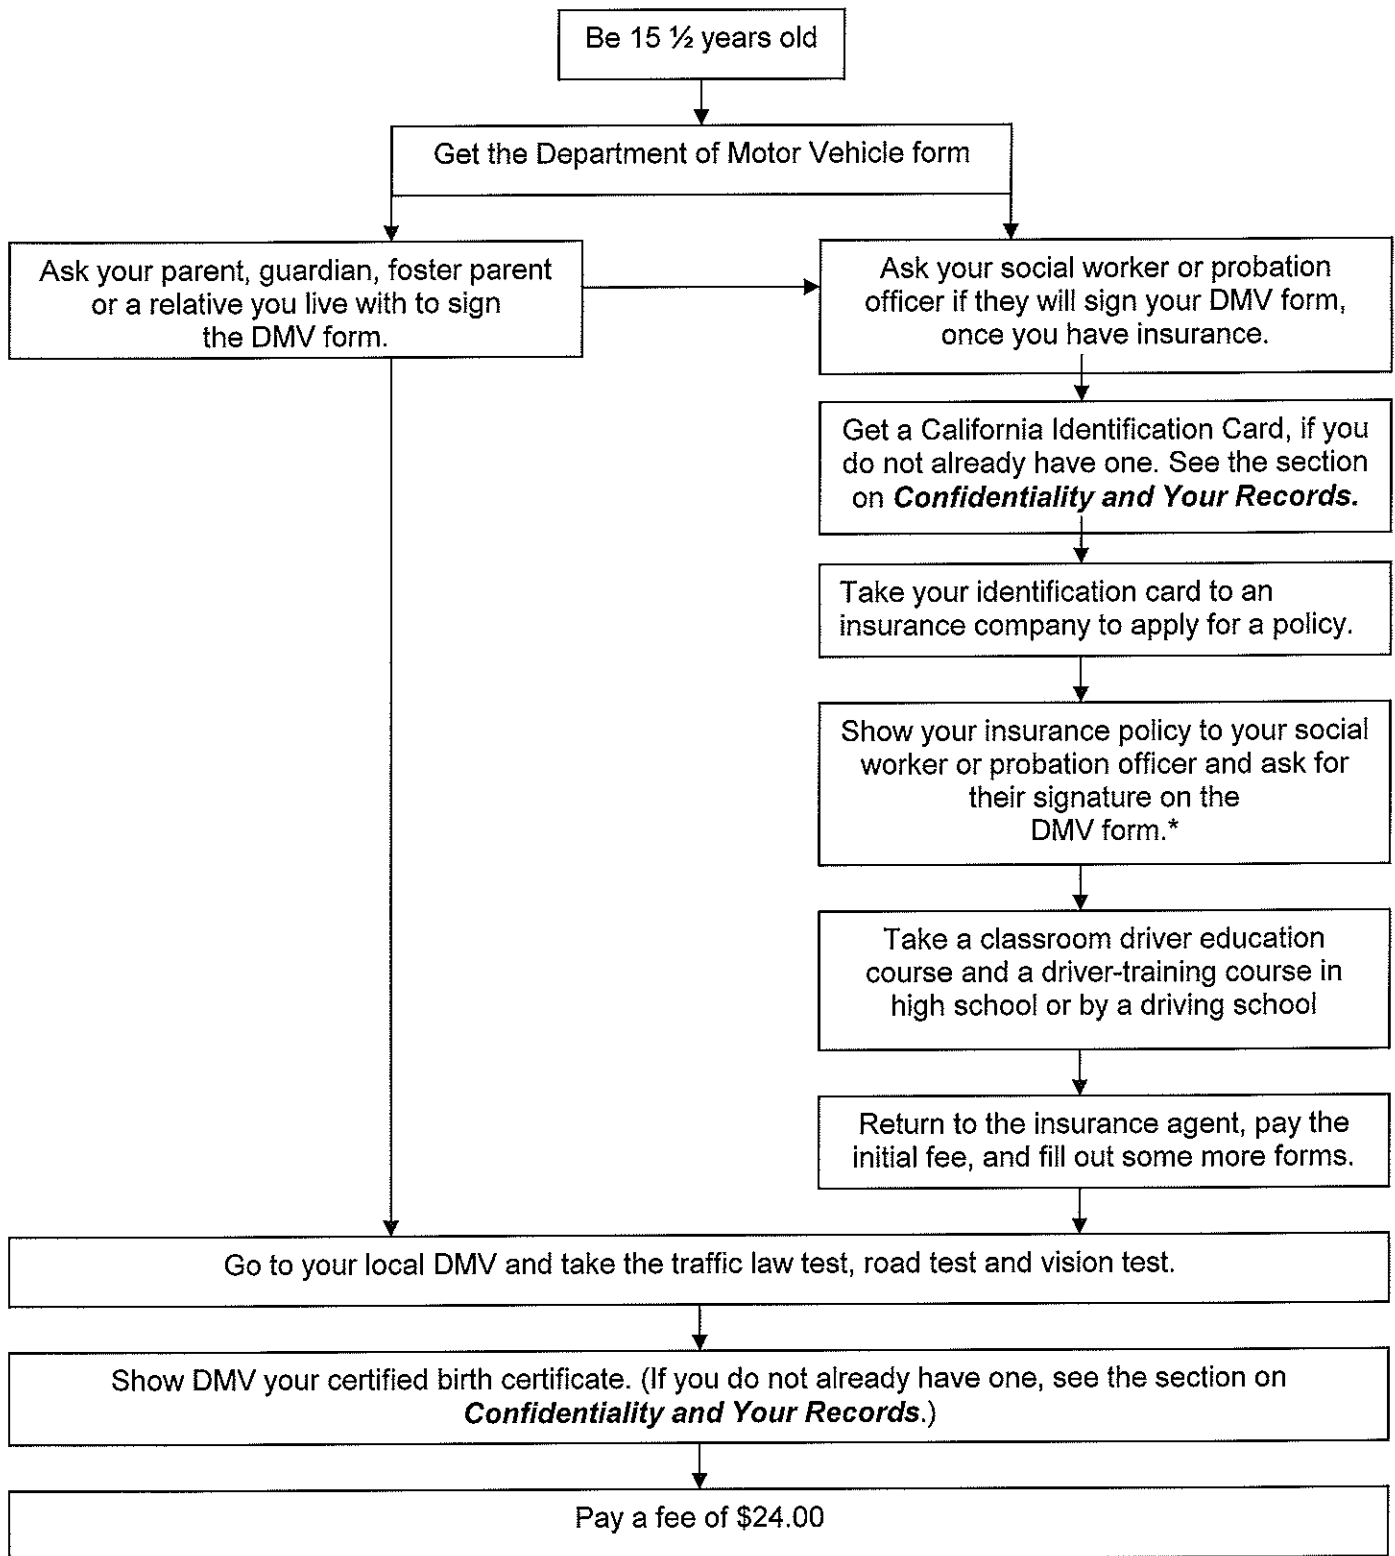 Be 15 ½ years old
Get the Department of Motor Vehicle form
Ask your parent, guardian, foster parent
or a relative you live with to sign
the DMV form.
Ask your social worker or probation
officer if they will sign your DMV form,
once you have insurance.
Get a California Identification Card, if you
do not already have one. See the section
on Confidentiality and Your Records.
Take your identification card to an
insurance company to apply for a policy.
Show your insurance policy to your social
worker or probation officer and ask for
their signature on the
DMV form.*
Take a classroom driver education
course and a driver-training course in
high school or by a driving school
Return to the insurance agent, pay the
initial fee, and fill out some more forms.
Go to your local DMV and take the traffic law test, road test and vision test.
Show DMV your certified birth certificate. (If you do not already have one, see the section on
Confidentiality and Your Records.)
Pay a fee of $24.00